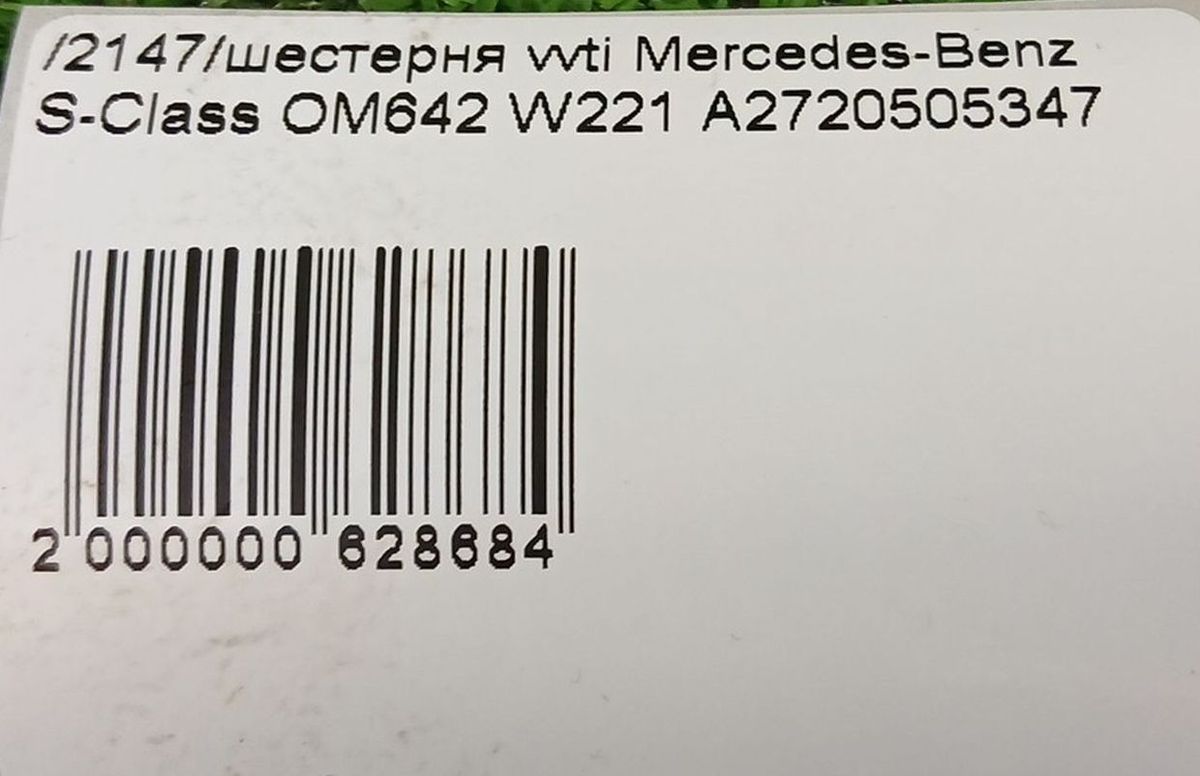 /2147/шестерня vvti Mercedes-Benz
S-Class OM642 W221 A2720505347
2 000000 628684